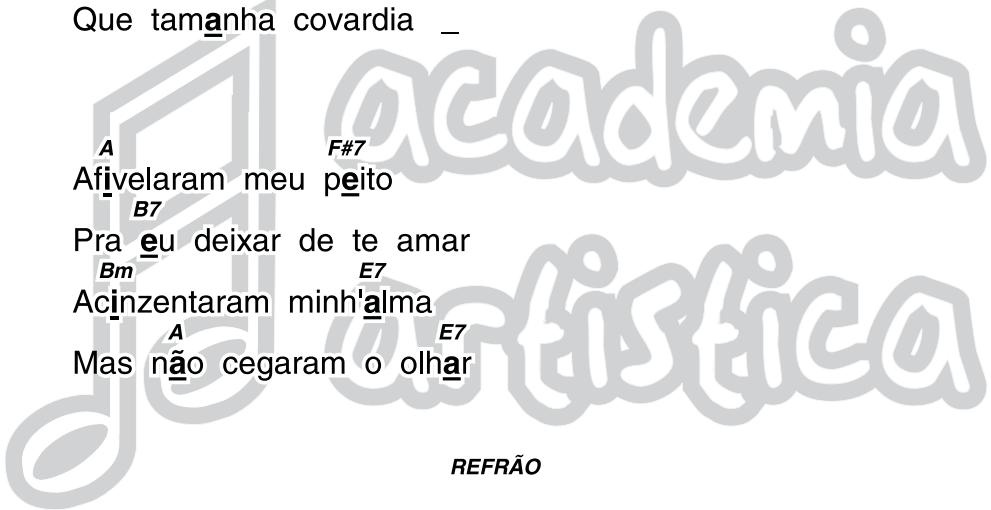 Que tamanha covardia _
academia
A F#7
Afivelaram meu peito
B7
Pra eu deixar de te amar
Bm E7
Acinzentaram minh'alma
A E7
Mas não cegaram o olhar
artistica
REFRÃO